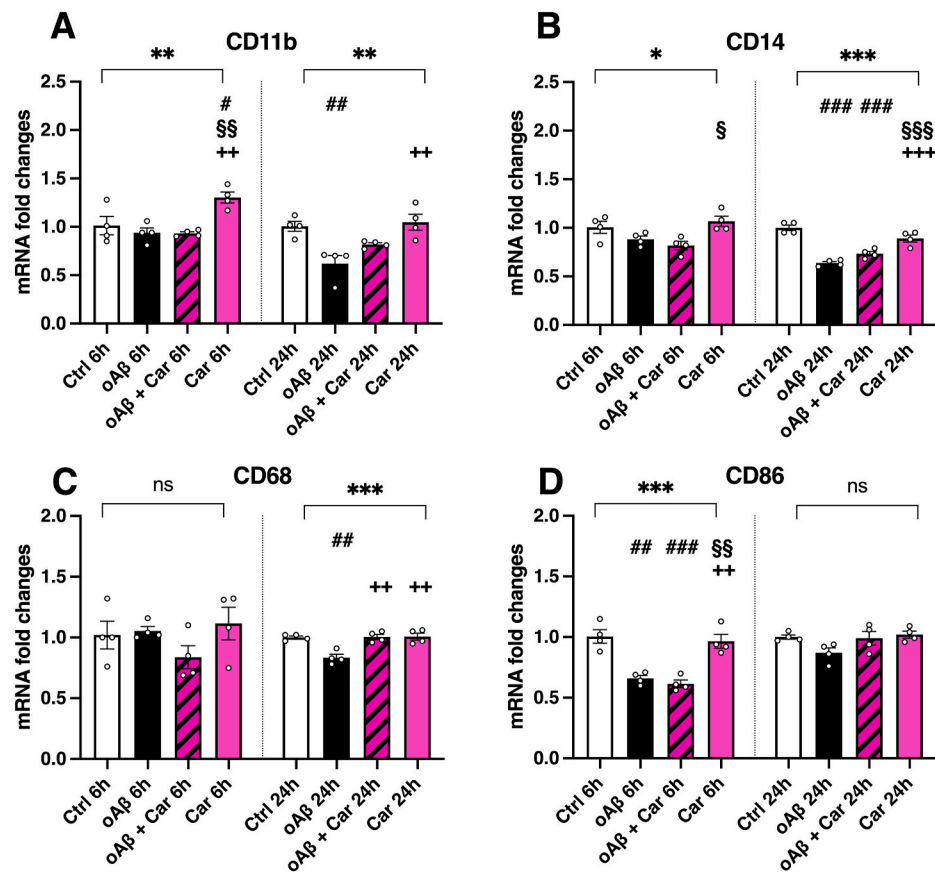 A
CD11b
**
**
mRNA fold changes
2.5
2.0
1.5
1.0
0.5
0.0
#
§§
++
##
++
Ctrl 6h
oAβ 6h
oAβ + Car 6h
Car 6h
Ctrl 24h
oAβ 24h
oAβ + Car 24h
Car 24h
B
CD14
*
***
mRNA fold changes
2.5
2.0
1.5
1.0
0.5
0.0
§
###
###
§§§
+++
Ctrl 6h
oAβ 6h
oAβ + Car 6h
Car 6h
Ctrl 24h
oAβ 24h
oAβ + Car 24h
Car 24h
C
CD68
ns
***
mRNA fold changes
2.0
1.5
1.0
0.5
0.0
##
++
++
Ctrl 6h
oAβ 6h
oAβ + Car 6h
Car 6h
Ctrl 24h
oAβ 24h
oAβ + Car 24h
Car 24h
D
CD86
***
ns
mRNA fold changes
2.0
1.5
1.0
0.5
0.0
##
###
§§
++
Ctrl 6h
oAβ 6h
oAβ + Car 6h
Car 6h
Ctrl 24h
oAβ 24h
oAβ + Car 24h
Car 24h